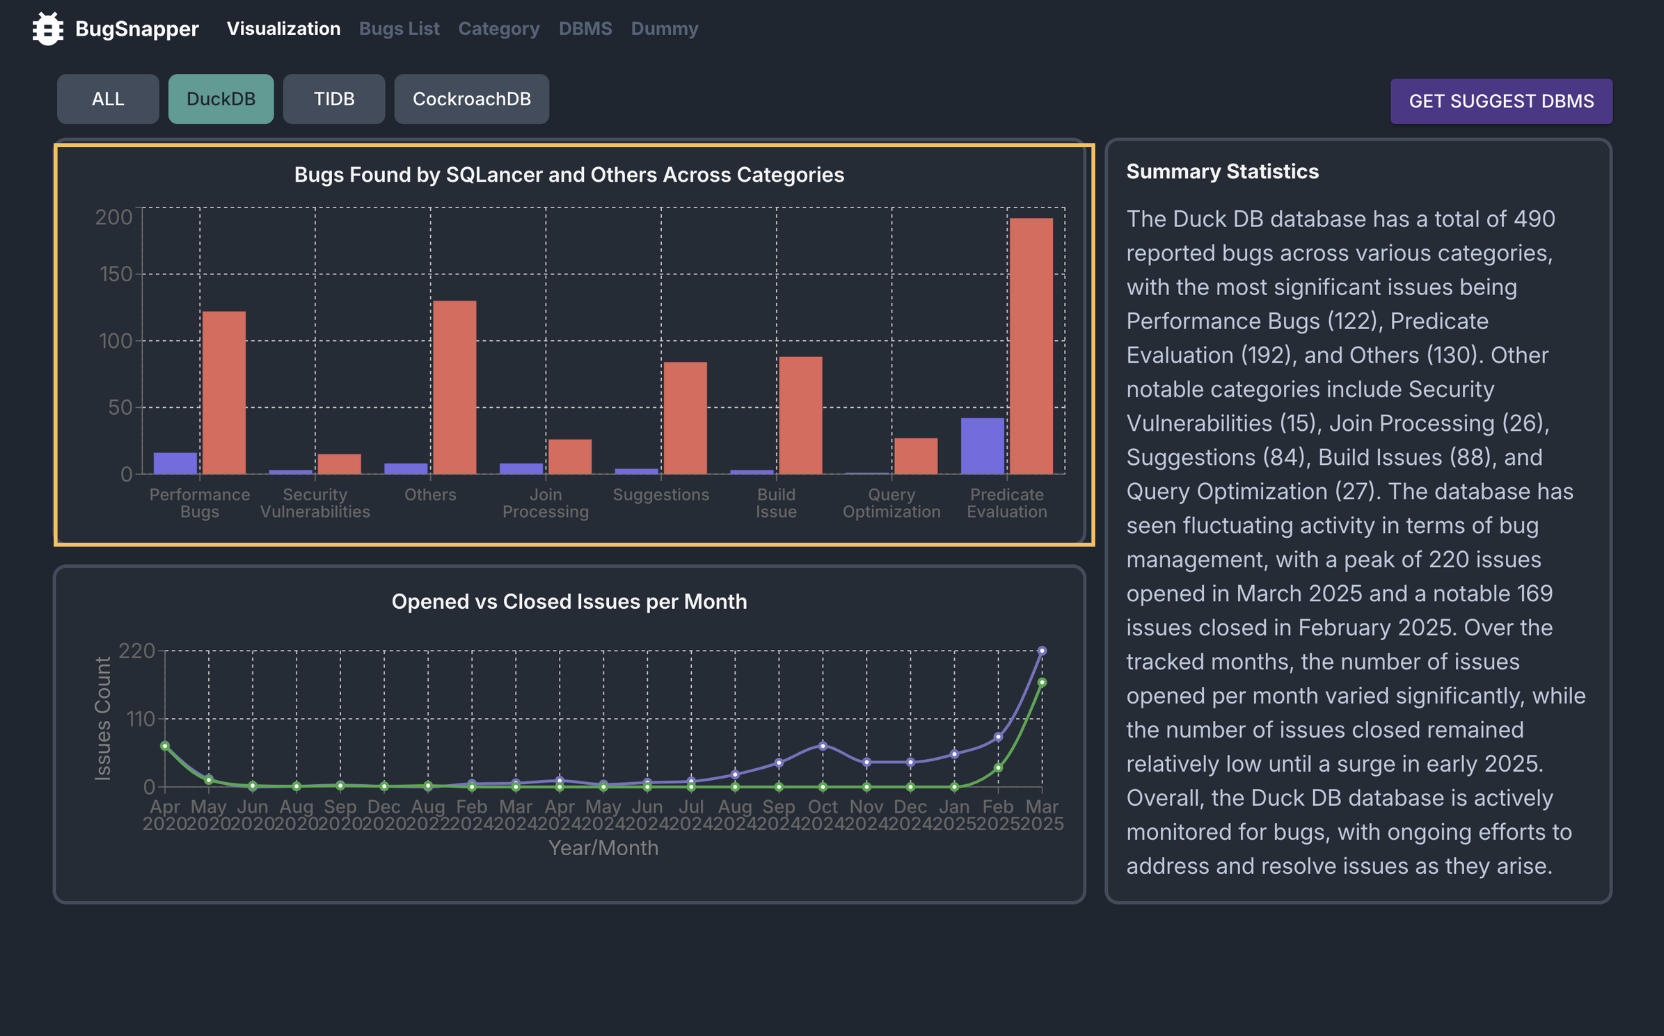 BugSnapper Visualization Bugs List Category DBMS Dummy
ALL DuckDB TIDB CockroachDB GET SUGGEST DBMS
Bugs Found by SQLancer and Others Across Categories
200
150
100
50
0
Performance Bugs
Security Vulnerabilities
Others
Join Processing
Suggestions
Build Issue
Query Optimization
Predicate Evaluation
Opened vs Closed Issues per Month
Issues Count
220
110
0
Apr 2020
May 2020
Jun 2020
Aug 2020
Sep 2020
Dec 2020
Aug 2022
Feb 2024
Mar 2024
Apr 2024
May 2024
Jun 2024
Jul 2024
Aug 2024
Sep 2024
Oct 2024
Nov 2024
Dec 2024
Jan 2025
Feb 2025
Mar 2025
Year/Month
Summary Statistics
The Duck DB database has a total of 490
reported bugs across various categories,
with the most significant issues being
Performance Bugs (122), Predicate
Evaluation (192), and Others (130). Other
notable categories include Security
Vulnerabilities (15), Join Processing (26),
Suggestions (84), Build Issues (88), and
Query Optimization (27). The database has
seen fluctuating activity in terms of bug
management, with a peak of 220 issues
opened in March 2025 and a notable 169
issues closed in February 2025. Over the
tracked months, the number of issues
opened per month varied significantly, while
the number of issues closed remained
relatively low until a surge in early 2025.
Overall, the Duck DB database is actively
monitored for bugs, with ongoing efforts to
address and resolve issues as they arise.